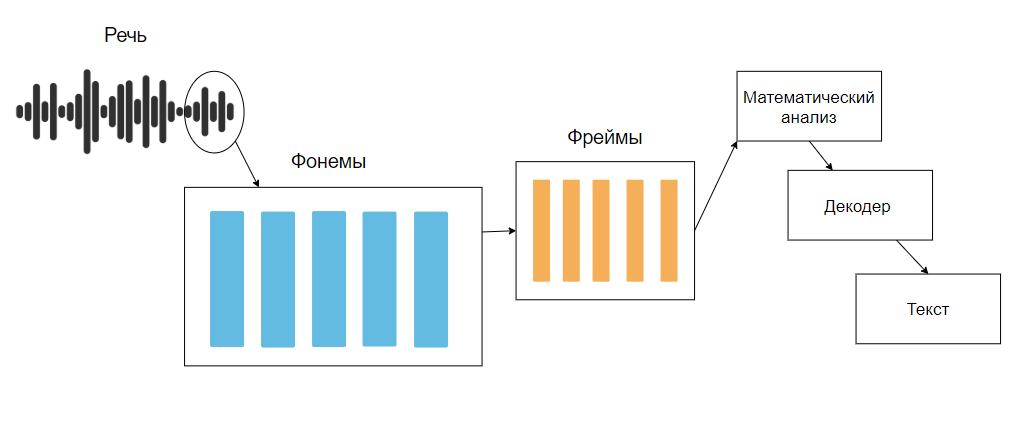 Речь
Фонемы
Фреймы
Математический
анализ
Декодер
Текст